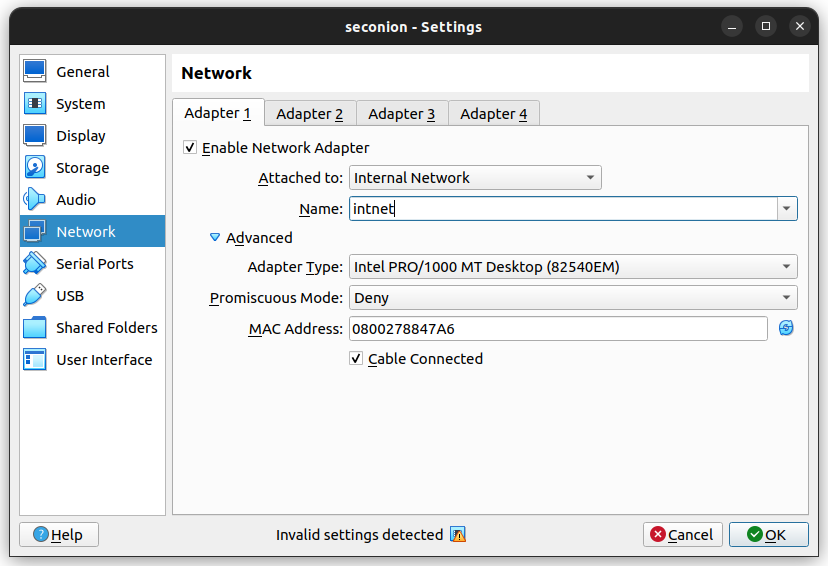 seconion - Settings
General
System
Display
Storage
Audio
Network
Serial Ports
USB
Shared Folders
User Interface
Network
Adapter 1 Adapter 2 Adapter 3 Adapter 4
Enable Network Adapter
Attached to: Internal Network
Name: intnet
Advanced
Adapter Type: Intel PRO/1000 MT Desktop (82540EM)
Promiscuous Mode: Deny
MAC Address: 0800278847A6
Cable Connected
Help Invalid settings detected Cancel OK